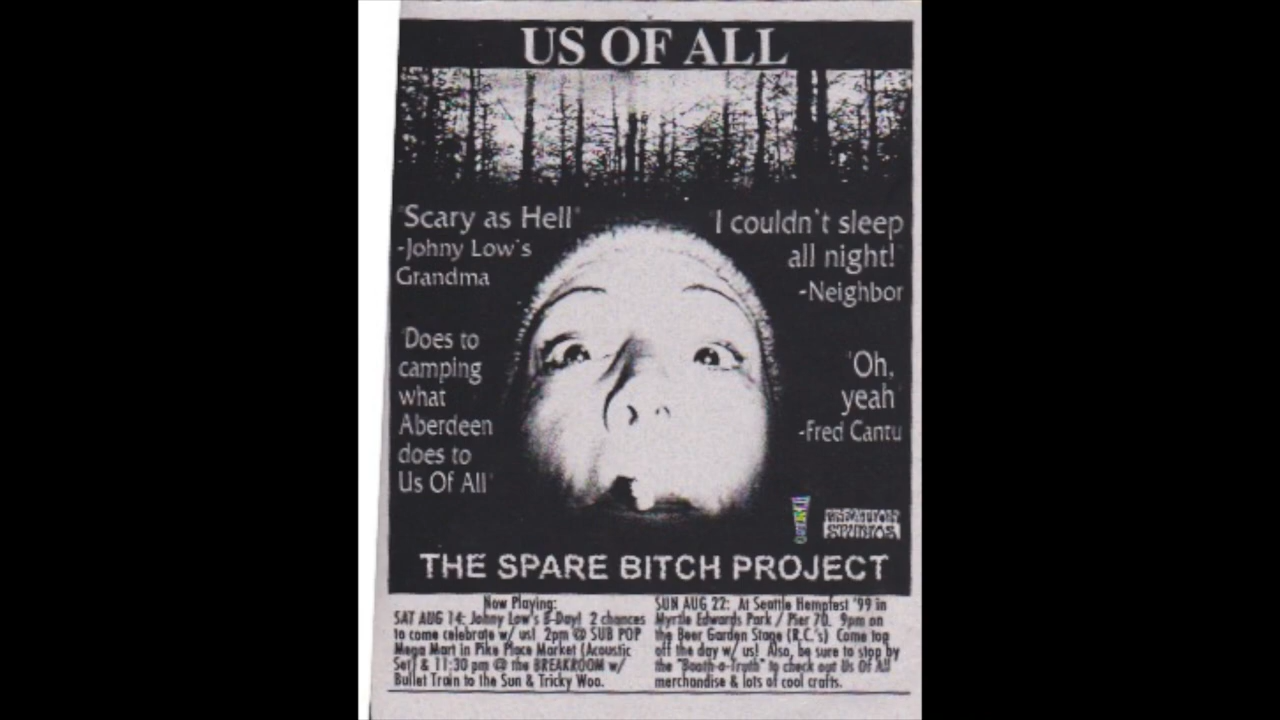 US OF ALL
"Scary as Hell"
-Johny Low`s
Grandma
"I couldn`t sleep
all night!"
-Neighbor
"Does to
camping
what
Aberdeen
does to
Us Of All"
"Oh,
yeah"
-Fred Cantu
STUDIOS
THE SPARE BITCH PROJECT
Now Playing:
SAT AUG 14: Johny Low's B-Day! 2 chances
to come celebrate w/ us! 2pm @ SUB POP
Mega Mart in Pike Place Market (Acoustic
Set) & 11:30 pm @ the BREAKROOM w/
Bullet Train to the Sun & Tricky Woo.
SUN AUG 22: At Seattle Hempfest '99 in
Myrtle Edwards Park / Pier 70. 9pm on
the Beer Garden Stage (R.C.'s) Come top
off the day w/ us! Also, be sure to stop by
the "Booth-o-Truth" to check out Us Of All
merchandise & lots of cool crafts.